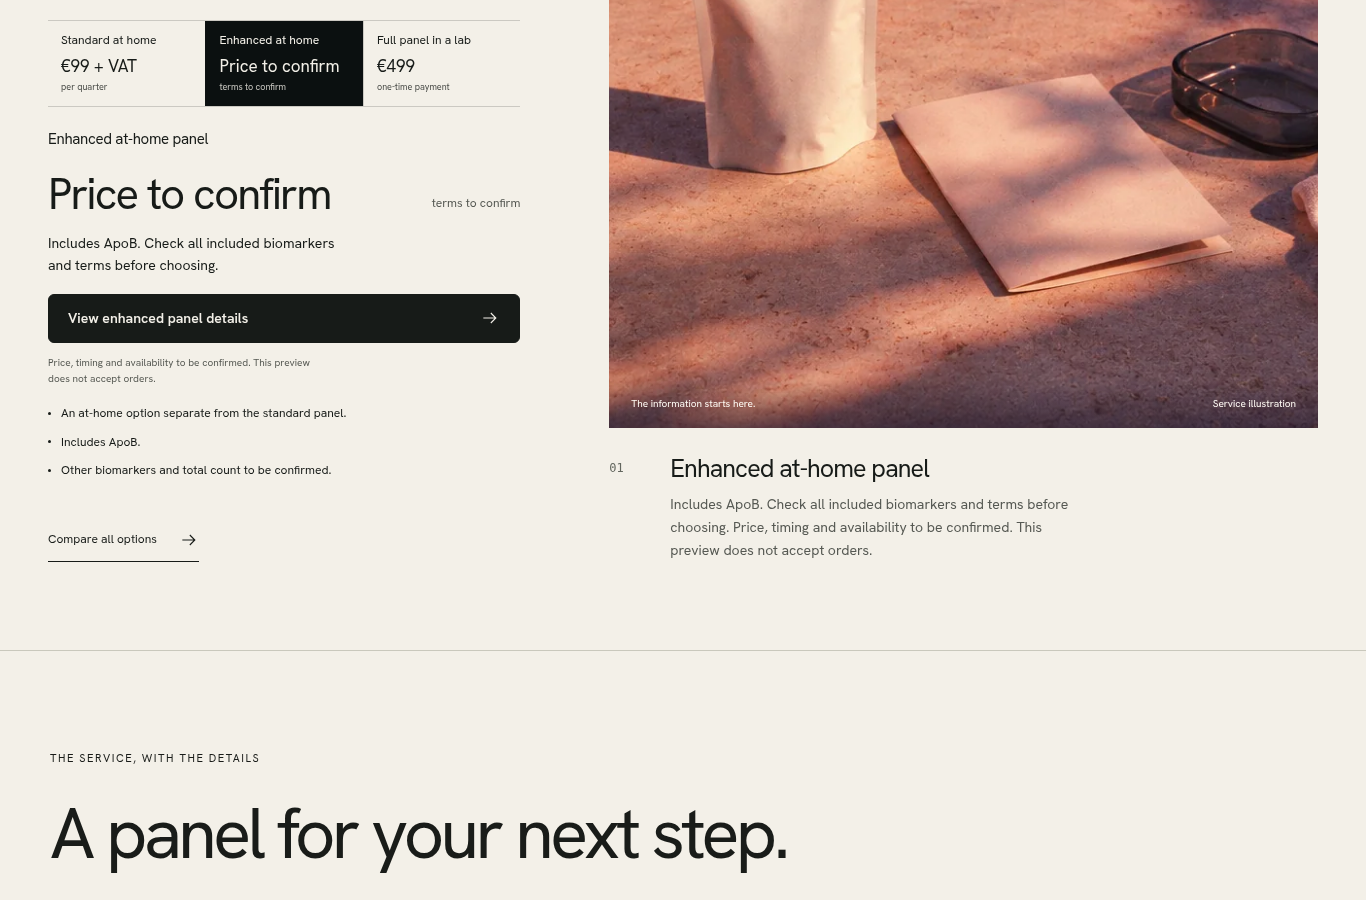 Standard at home
€99 + VAT
per quarter
Enhanced at home
Price to confirm
terms to confirm
Full panel in a lab
€499
one-time payment
Enhanced at-home panel
Price to confirm
terms to confirm
Includes ApoB. Check all included biomarkers
and terms before choosing.
View enhanced panel details
Price, timing and availability to be confirmed. This preview
does not accept orders.
• An at-home option separate from the standard panel.
• Includes ApoB.
• Other biomarkers and total count to be confirmed.
Compare all options
The information starts here.
Service illustration
01
Enhanced at-home panel
Includes ApoB. Check all included biomarkers and terms before
choosing. Price, timing and availability to be confirmed. This
preview does not accept orders.
THE SERVICE, WITH THE DETAILS
A panel for your next step.